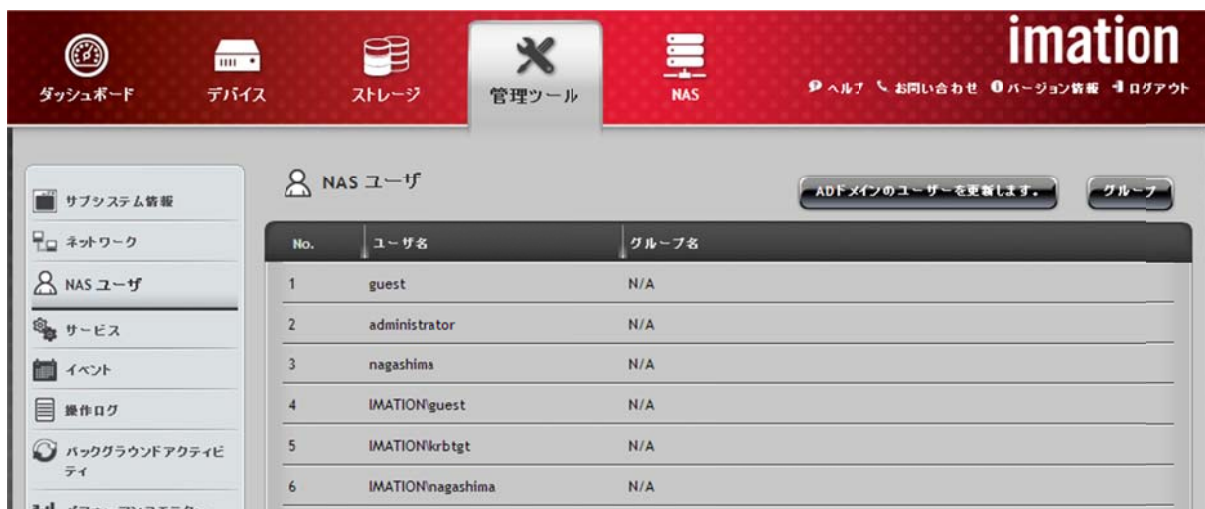 imation
ダッシュボード
デバイス
ストレージ
管理ツール
NAS
ヘルプ お問い合わせ バージョン情報 ログアウト
サブシステム情報
ネットワーク
NAS ユーザ
サービス
イベント
操作ログ
バックグラウンドアクティビ
ティ
NAS ユーザ
ADドメインのユーザーを更新します。
グループ
No. ユーザ名 グループ名
1 guest N/A
2 administrator N/A
3 nagashima N/A
4 IMATION\guest N/A
5 IMATION\krbtgt N/A
6 IMATION\nagashima N/A